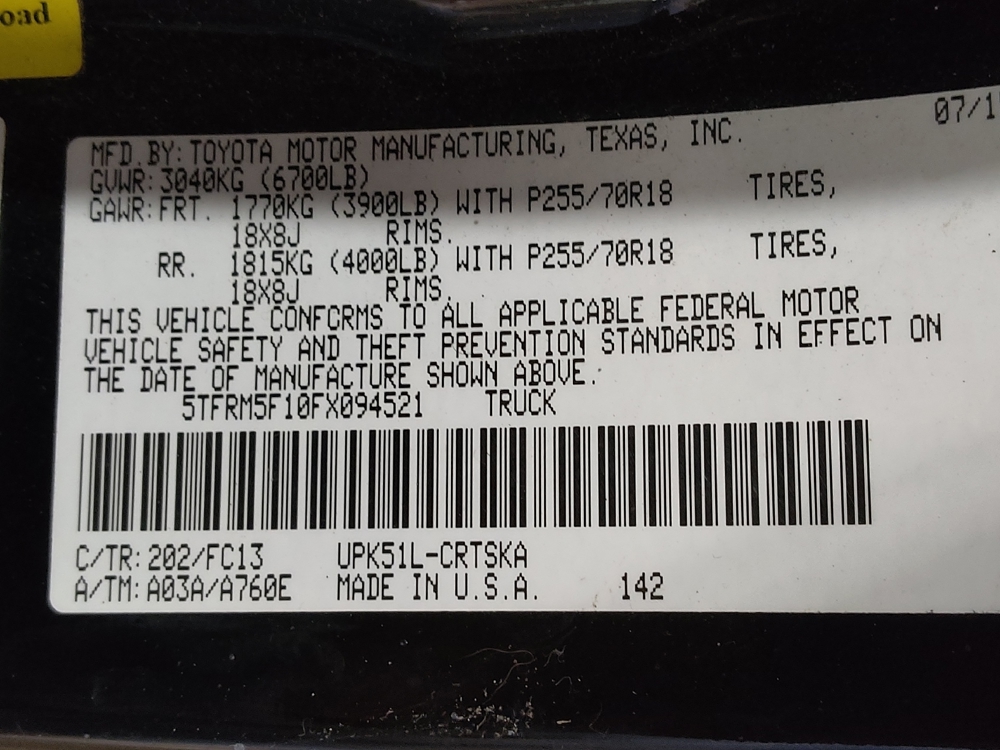 oad
07/1
MFD.BY:TOYOTA MOTOR MANUFACTURING, TEXAS, INC.
GVWR:3040KG (6700LB)
GAWR:FRT. 1770KG (3900LB) WITH P255/70R18 TIRES,
18X8J RIMS.
RR. 1815KG (4000LB) WITH P255/70R18 TIRES,
18X8J RIMS.
THIS VEHICLE CONFORMS TO ALL APPLICABLE FEDERAL MOTOR
VEHICLE SAFETY AND THEFT PREVENTION STANDARDS IN EFFECT ON
THE DATE OF MANUFACTURE SHOWN ABOVE.
5TFRM5F10FX094521 TRUCK
C/TR:202/FC13 UPK51L-CRTSKA
A/TM:A03A/A760E MADE IN U.S.A. 142